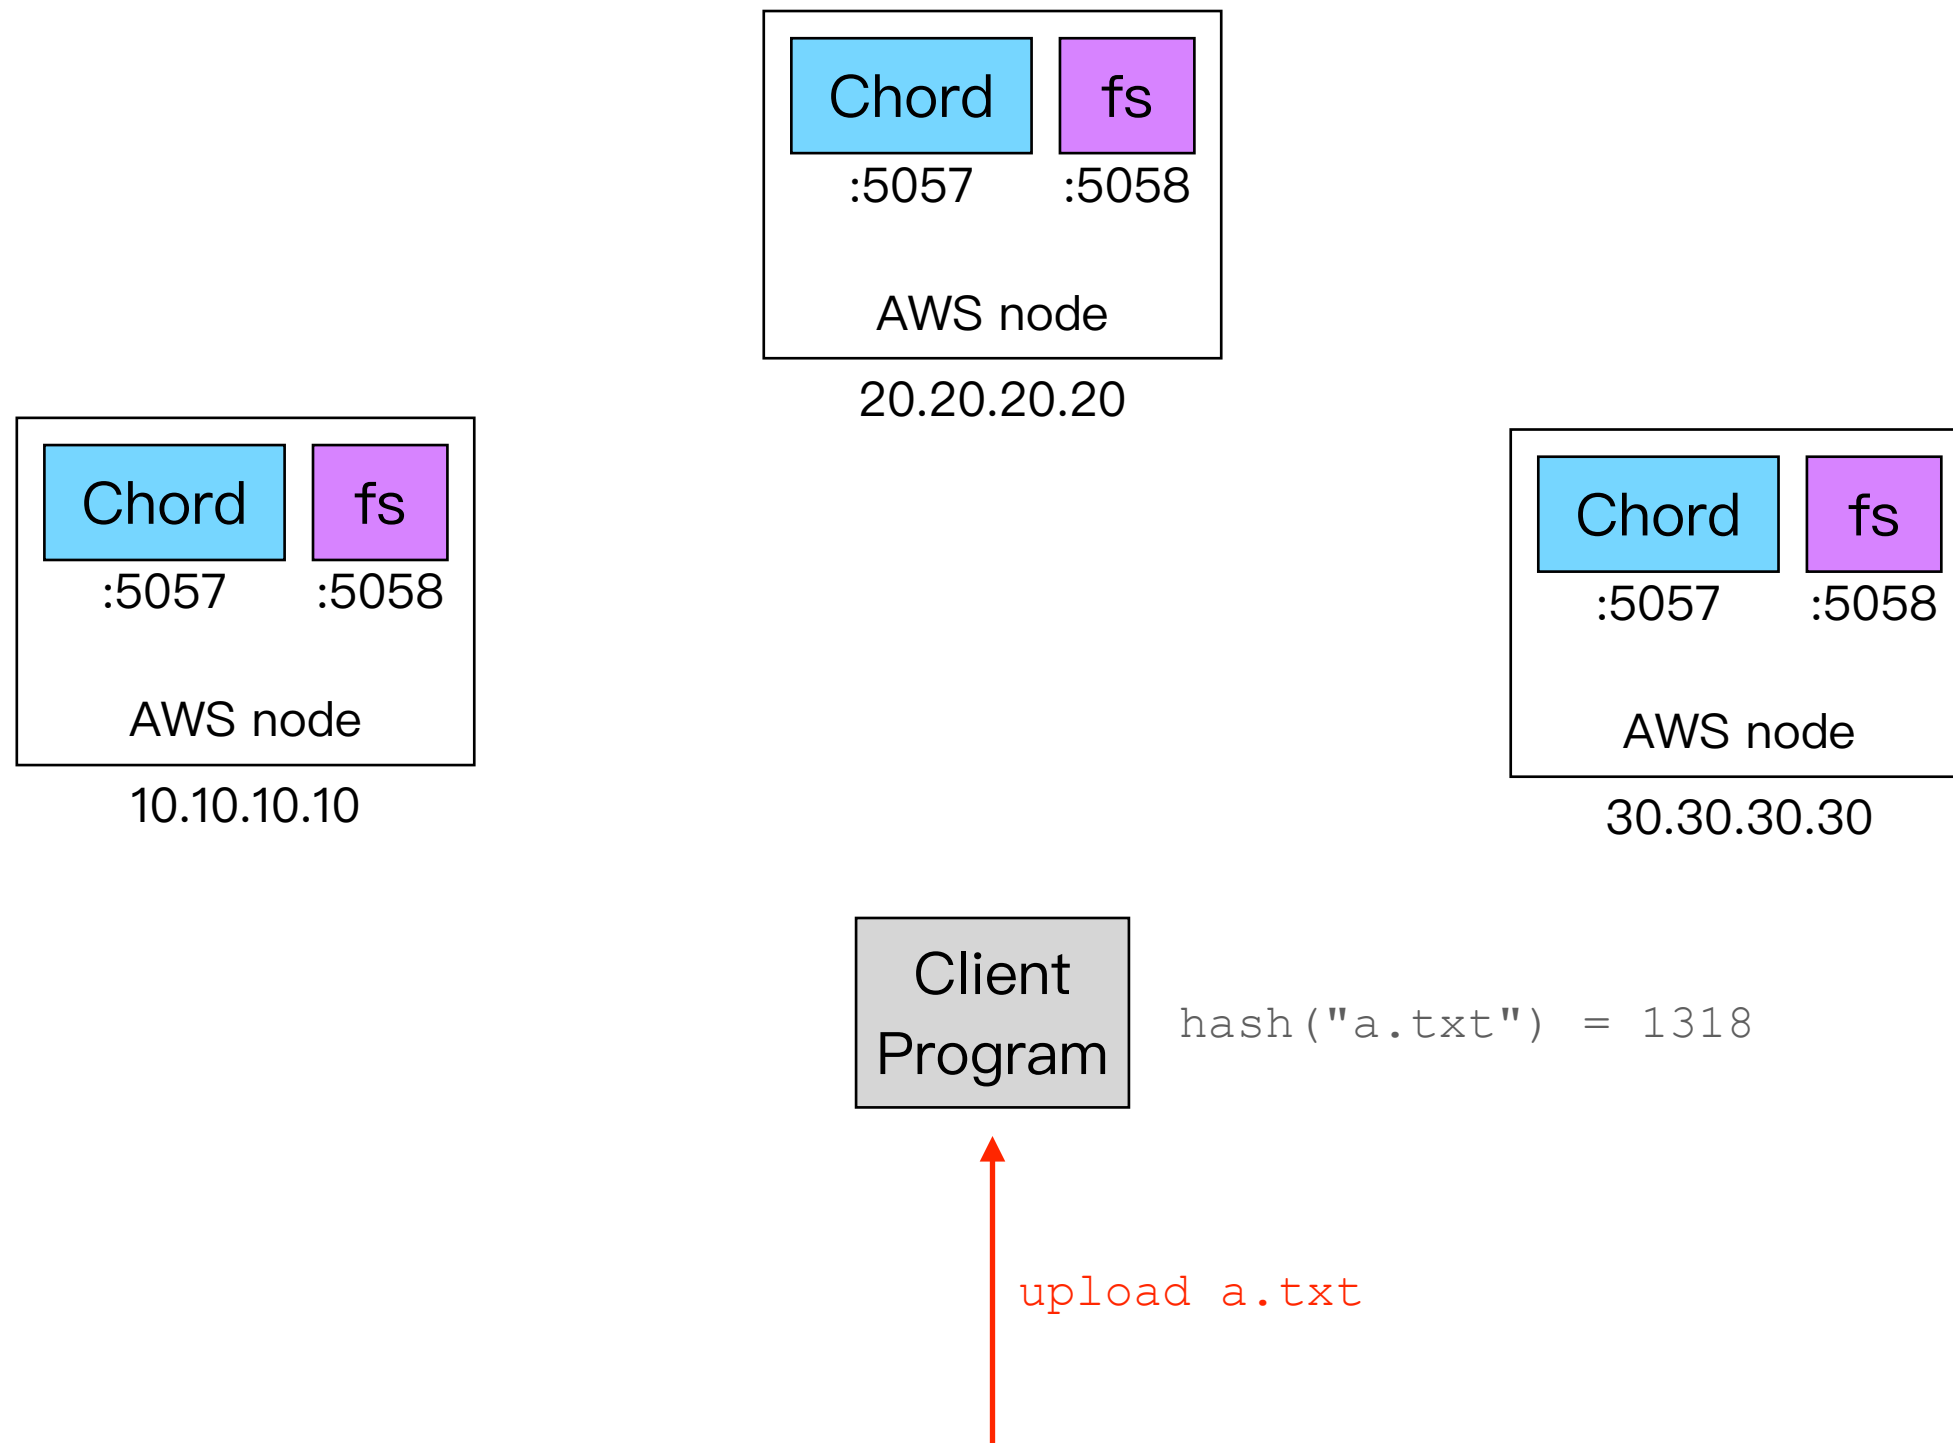 Chord fs
:5057 :5058
AWS node
20.20.20.20
Chord fs
:5057 :5058
AWS node
10.10.10.10
Chord fs
:5057 :5058
AWS node
30.30.30.30
Client
Program
hash("a.txt") = 1318
upload a.txt